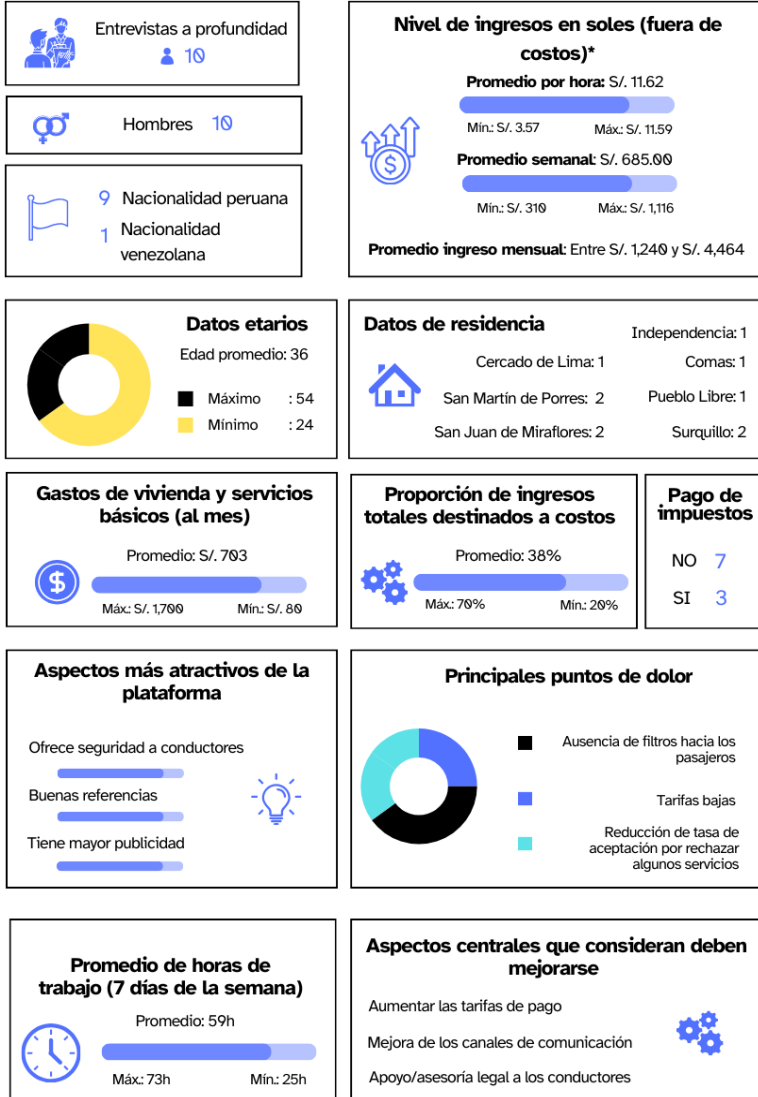 Entrevistas a profundidad
10
Hombres 10
9 Nacionalidad peruana
1 Nacionalidad
venezolana
Nivel de ingresos en soles (fuera de
costos)*
Promedio por hora: S/. 11.62
Mín.: S/. 3.57 Máx.: S/. 11.59
Promedio semanal: S/. 685.00
Mín.: S/. 310 Máx.: S/. 1,116
Promedio ingreso mensual: Entre S/. 1,240 y S/. 4,464
Datos etarios
Edad promedio: 36
Máximo : 54
Mínimo : 24
Datos de residencia
Independencia: 1
Cercado de Lima: 1 Comas: 1
San Martín de Porres: 2 Pueblo Libre: 1
San Juan de Miraflores: 2 Surquillo: 2
Gastos de vivienda y servicios
básicos (al mes)
Promedio: S/. 703
Máx.: S/. 1,700 Mín.: S/. 80
Proporción de ingresos
totales destinados a costos
Promedio: 38%
Máx.: 70% Mín.: 20%
Pago de
impuestos
NO 7
SI 3
Aspectos más atractivos de la
plataforma
Ofrece seguridad a conductores
Buenas referencias
Tiene mayor publicidad
Principales puntos de dolor
Ausencia de filtros hacia los
pasajeros
Tarifas bajas
Reducción de tasa de
aceptación por rechazar
algunos servicios
Promedio de horas de
trabajo (7 días de la semana)
Promedio: 59h
Máx.: 73h Mín.: 25h
Aspectos centrales que consideran deben
mejorarse
Aumentar las tarifas de pago
Mejora de los canales de comunicación
Apoyo/asesoría legal a los conductores